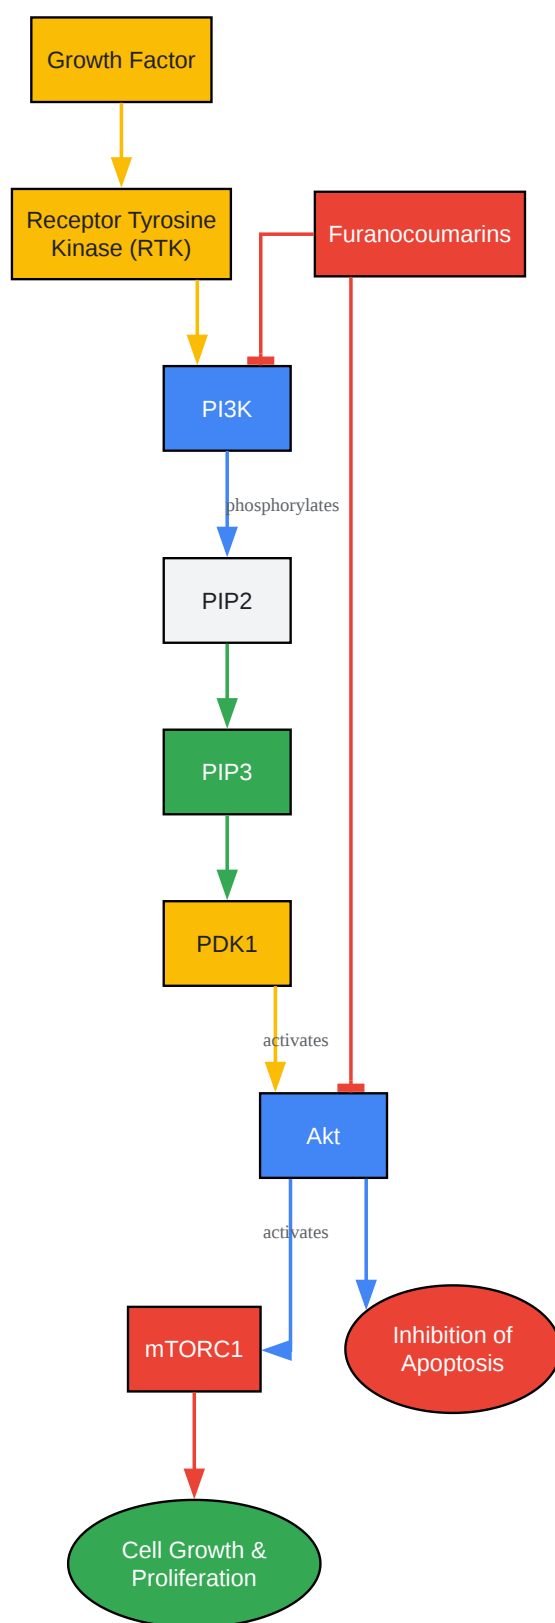 Growth Factor
Receptor Tyrosine
Kinase (RTK)
Furanocoumarins
PI3K
phosphorylates
PIP2
PIP3
PDK1
activates
Akt
activates
mTORC1
Inhibition of
Apoptosis
Cell Growth &
Proliferation